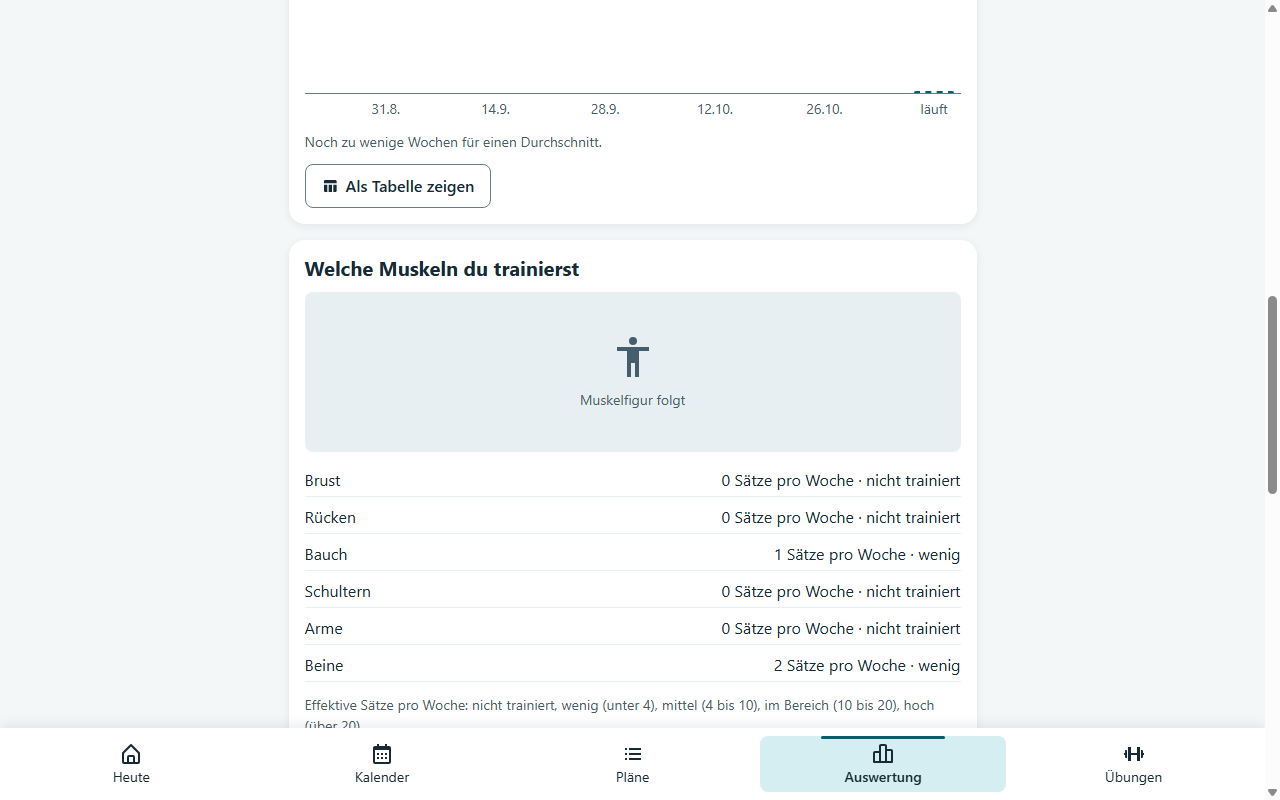 31.8. 14.9. 28.9. 12.10. 26.10. läuft
Noch zu wenige Wochen für einen Durchschnitt.
Als Tabelle zeigen
Welche Muskeln du trainierst
Muskelfigur folgt
Brust 0 Sätze pro Woche · nicht trainiert
Rücken 0 Sätze pro Woche · nicht trainiert
Bauch 1 Sätze pro Woche · wenig
Schultern 0 Sätze pro Woche · nicht trainiert
Arme 0 Sätze pro Woche · nicht trainiert
Beine 2 Sätze pro Woche · wenig
Effektive Sätze pro Woche: nicht trainiert, wenig (unter 4), mittel (4 bis 10), im Bereich (10 bis 20), hoch
(über 20)
Heute Kalender Pläne Auswertung Übungen